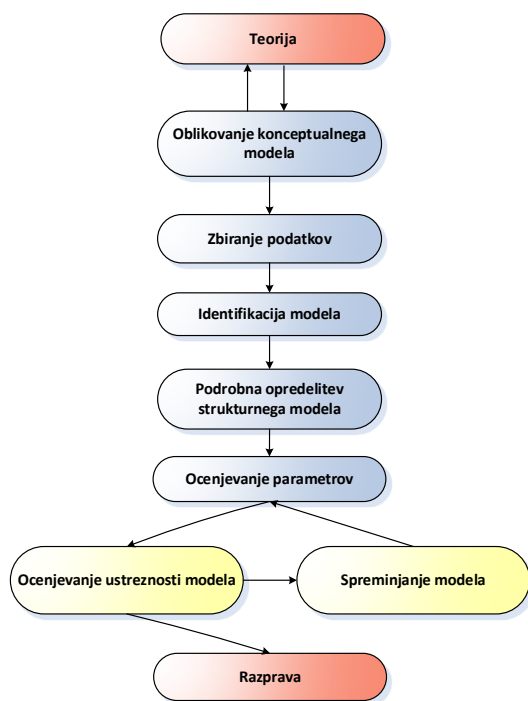 Teorija
Oblikovanje konceptualnega
modela
Zbiranje podatkov
Identifikacija modela
Podrobna opredelitev
strukturnega modela
Ocenjevanje parametrov
Ocenjevanje ustreznosti modela
Spreminjanje modela
Razprava